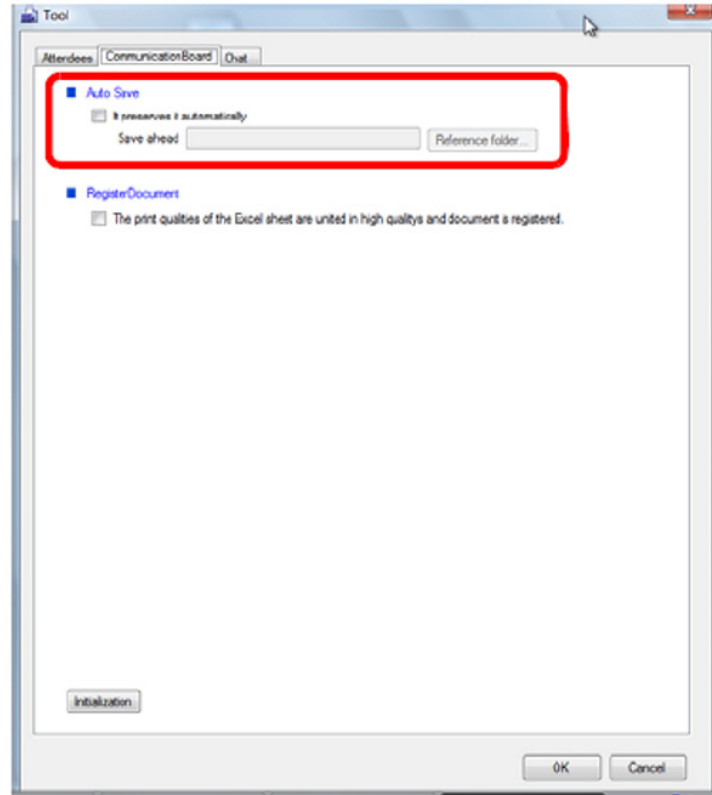 Tool
Attendees CommunicationBoard Chat
Auto Save
It preserves it automatically
Save ahead Reference folder...
RegisterDocument
The print qualities of the Excel sheet are united in high qualitys and document is registered.
Initialization
OK Cancel